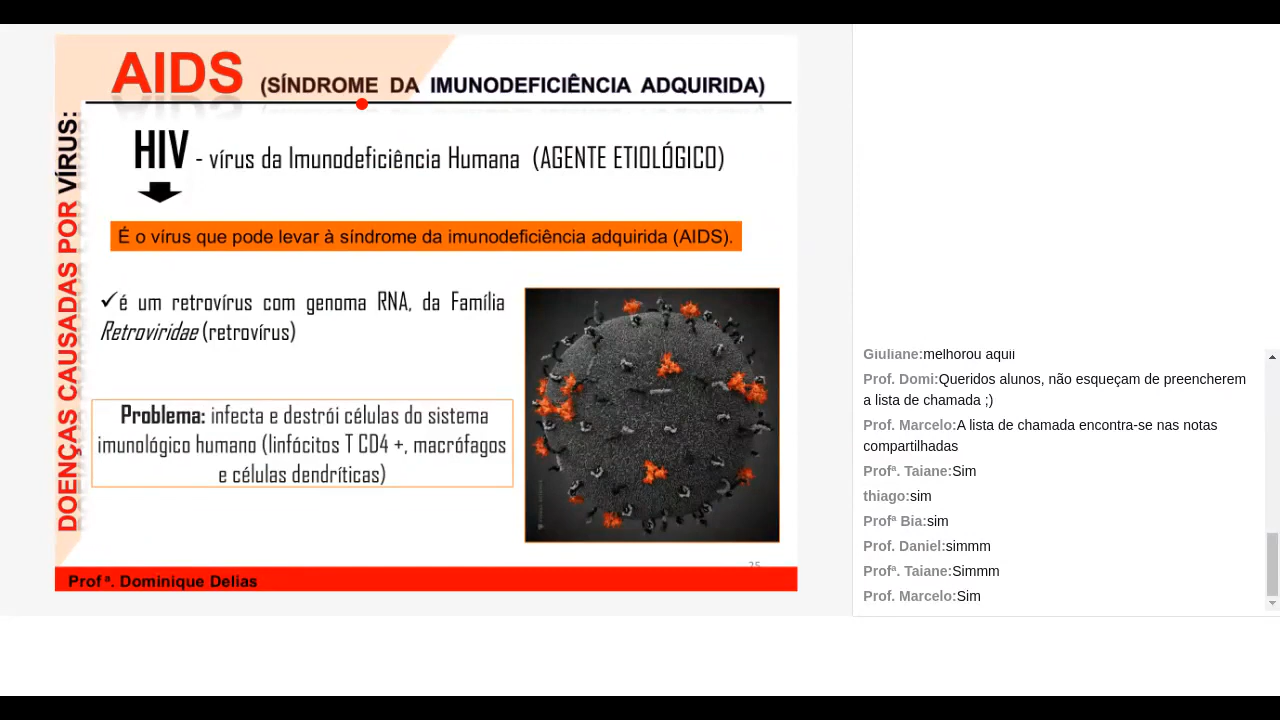 AIDS (SÍNDROME DA IMUNODEFICIÊNCIA ADQUIRIDA)
DOENÇAS CAUSADAS POR VÍRUS:
HIV - vírus da Imunodeficiência Humana (AGENTE ETIOLÓGICO)
É o vírus que pode levar à síndrome da imunodeficiência adquirida (AIDS).
✓é um retrovírus com genoma RNA, da Família
Retroviridae (retrovírus)
Problema: infecta e destrói células do sistema
imunológico humano (linfócitos T CD4 +, macrófagos
e células dendríticas)
25
Profª. Dominique Delias
Giuliane:melhorou aquii
Prof. Domi:Queridos alunos, não esqueçam de preencherem
a lista de chamada ;)
Prof. Marcelo:A lista de chamada encontra-se nas notas
compartilhadas
Profª. Taiane:Sim
thiago:sim
Profª Bia:sim
Prof. Daniel:simmm
Profª. Taiane:Simmm
Prof. Marcelo:Sim